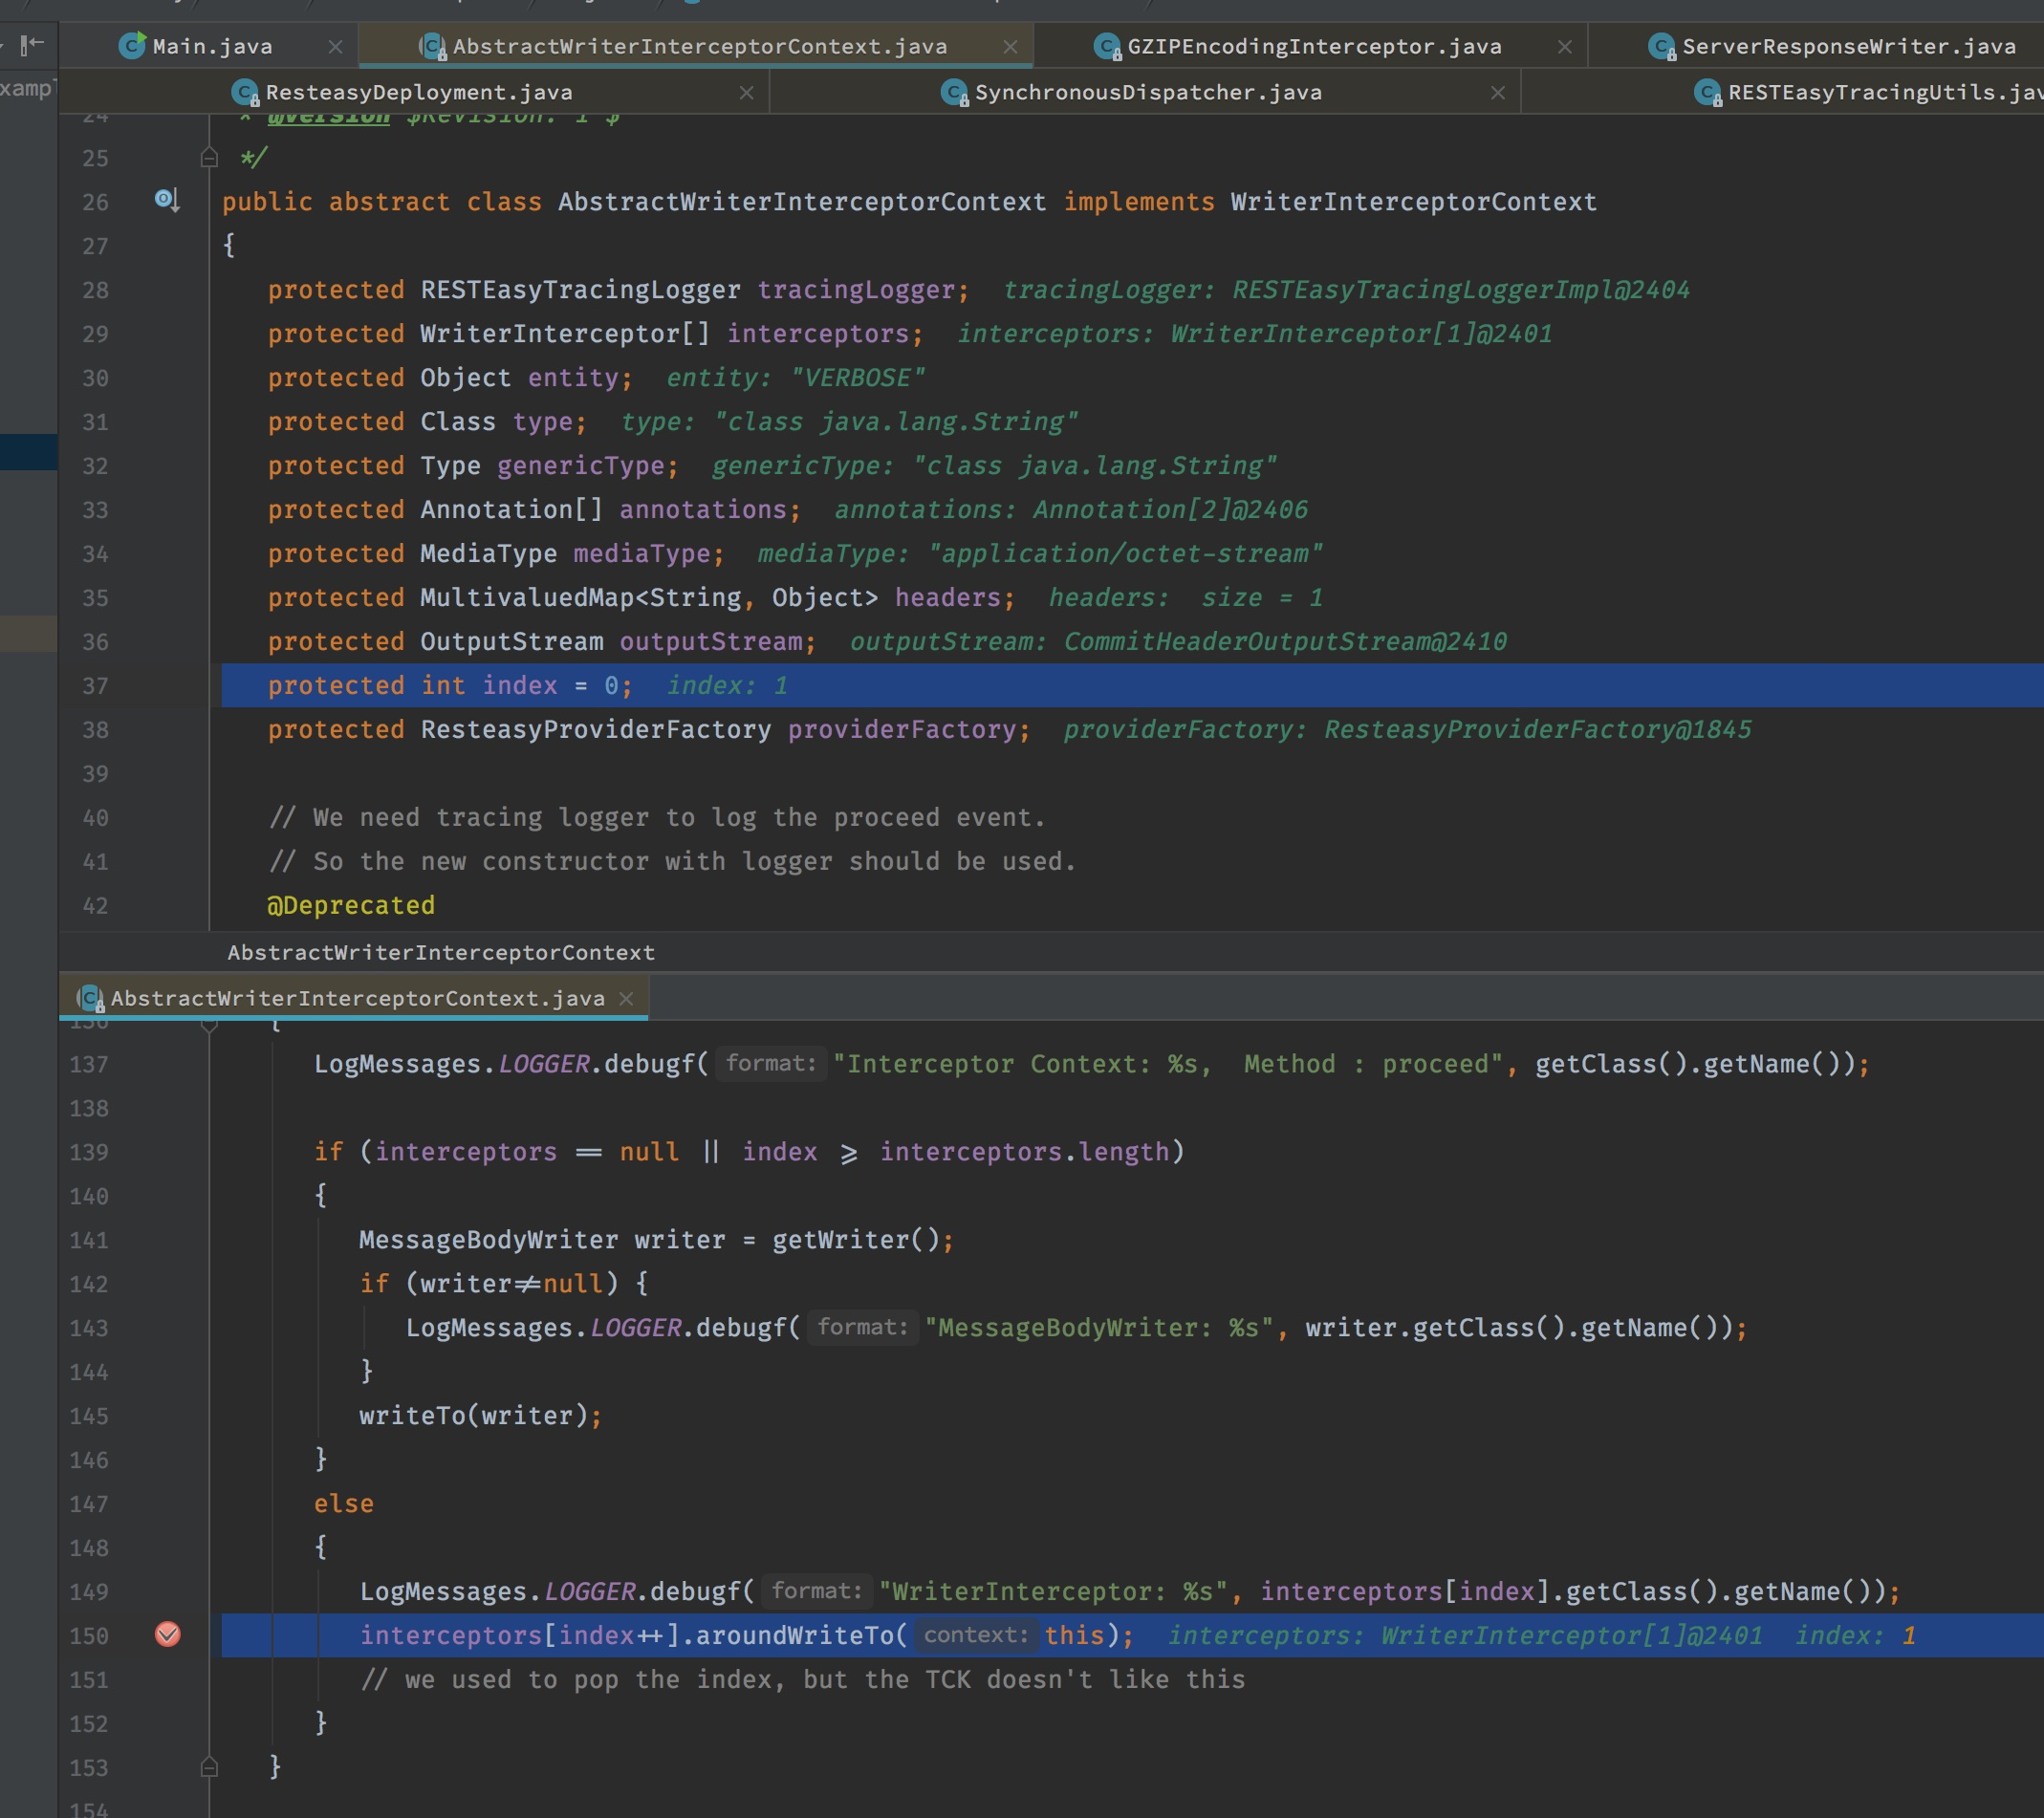 Main.java
AbstractWriterInterceptorContext.java
GZIPEncodingInterceptor.java
ServerResponseWriter.java
ResteasyDeployment.java
SynchronousDispatcher.java
RESTEasyTracingUtils.jav
xampl
24 * @version $Revision: 1 $
25 */
26 public abstract class AbstractWriterInterceptorContext implements WriterInterceptorContext
27 {
28 protected RESTEasyTracingLogger tracingLogger; tracingLogger: RESTEasyTracingLoggerImpl@2404
29 protected WriterInterceptor[] interceptors; interceptors: WriterInterceptor[1]@2401
30 protected Object entity; entity: "VERBOSE"
31 protected Class type; type: "class java.lang.String"
32 protected Type genericType; genericType: "class java.lang.String"
33 protected Annotation[] annotations; annotations: Annotation[2]@2406
34 protected MediaType mediaType; mediaType: "application/octet-stream"
35 protected MultivaluedMap<String, Object> headers; headers: size = 1
36 protected OutputStream outputStream; outputStream: CommitHeaderOutputStream@2410
37 protected int index = 0; index: 1
38 protected ResteasyProviderFactory providerFactory; providerFactory: ResteasyProviderFactory@1845
39
40 // We need tracing logger to log the proceed event.
41 // So the new constructor with logger should be used.
42 @Deprecated
AbstractWriterInterceptorContext
AbstractWriterInterceptorContext.java
136 {
137 LogMessages.LOGGER.debugf( format: "Interceptor Context: %s,  Method : proceed", getClass().getName());
138
139 if (interceptors == null || index >= interceptors.length)
140 {
141 MessageBodyWriter writer = getWriter();
142 if (writer!=null) {
143 LogMessages.LOGGER.debugf( format: "MessageBodyWriter: %s", writer.getClass().getName());
144 }
145 writeTo(writer);
146 }
147 else
148 {
149 LogMessages.LOGGER.debugf( format: "WriterInterceptor: %s", interceptors[index].getClass().getName());
150 interceptors[index++].aroundWriteTo( context: this); interceptors: WriterInterceptor[1]@2401 index: 1
151 // we used to pop the index, but the TCK doesn't like this
152 }
153 }
154